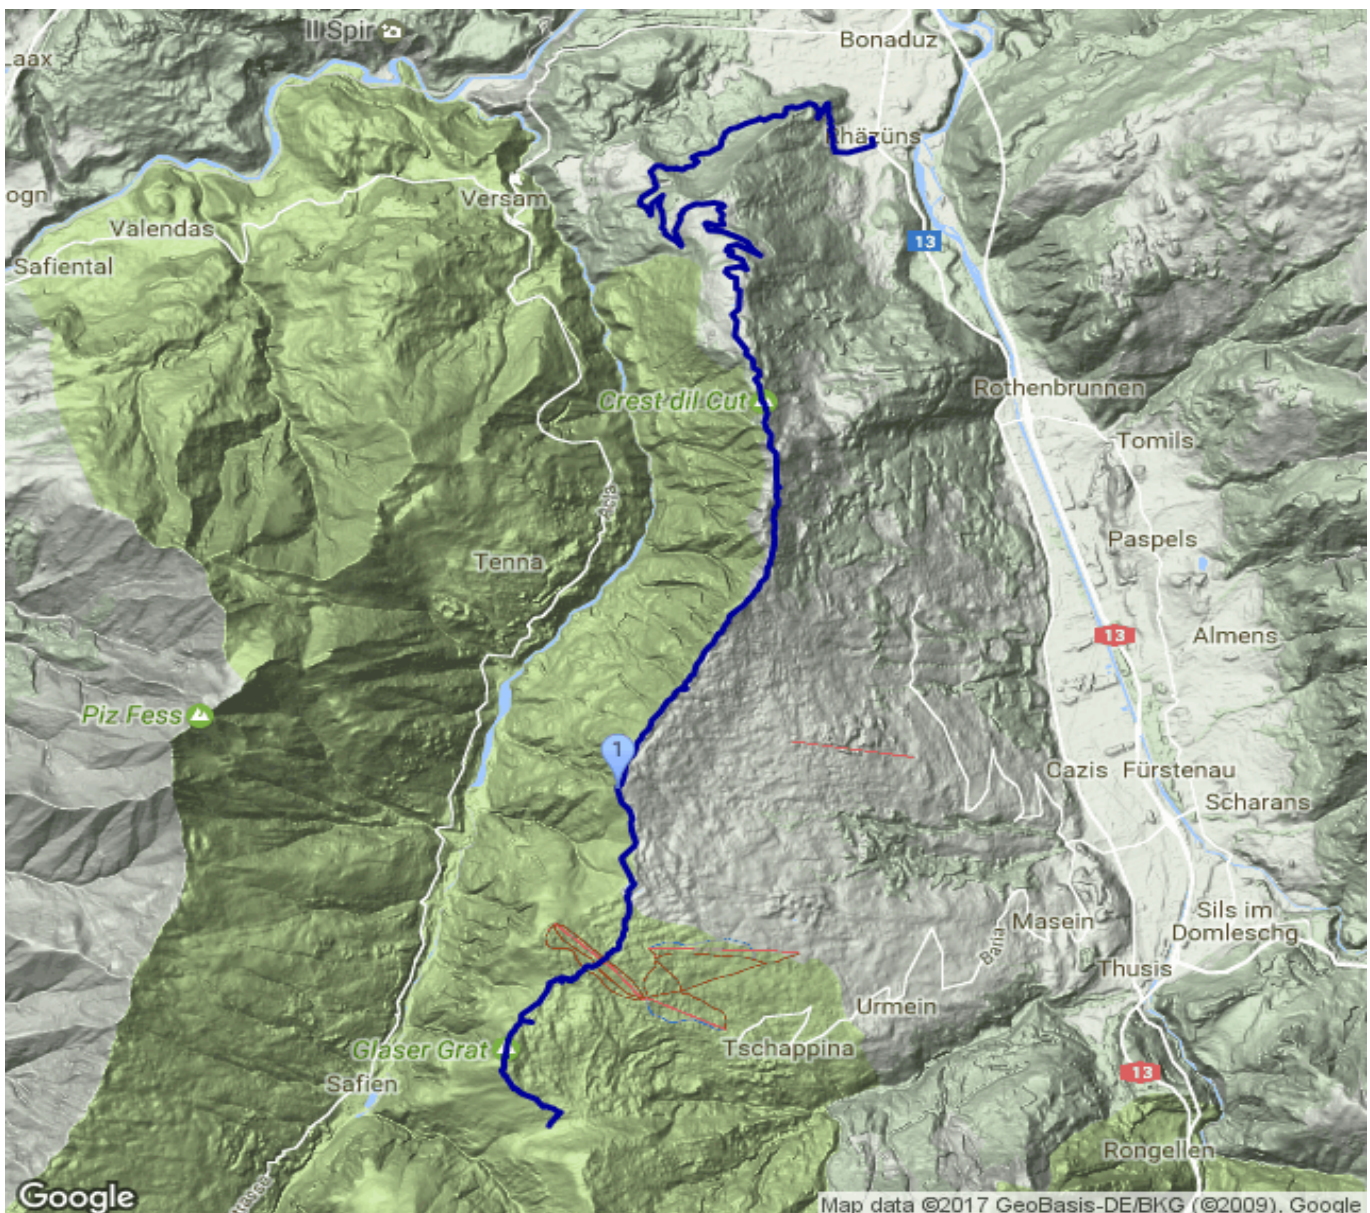 Il Spir
Bonaduz
Laax
Rhäzüns
ogn
Versam
Valendas
13
Safiental
Rothenbrunnen
Crest dil Cut
Tomils
Paspels
Tenna
13
Almens
Piz Fess
1
Cazis
Fürstenau
Scharans
Sils im
Domleschg
Masein
Thusis
Urmein
Tschappina
Glaser Grat
Safien
13
Rongellen
Google
Map data ©2017 GeoBasis-DE/BKG (©2009), Google